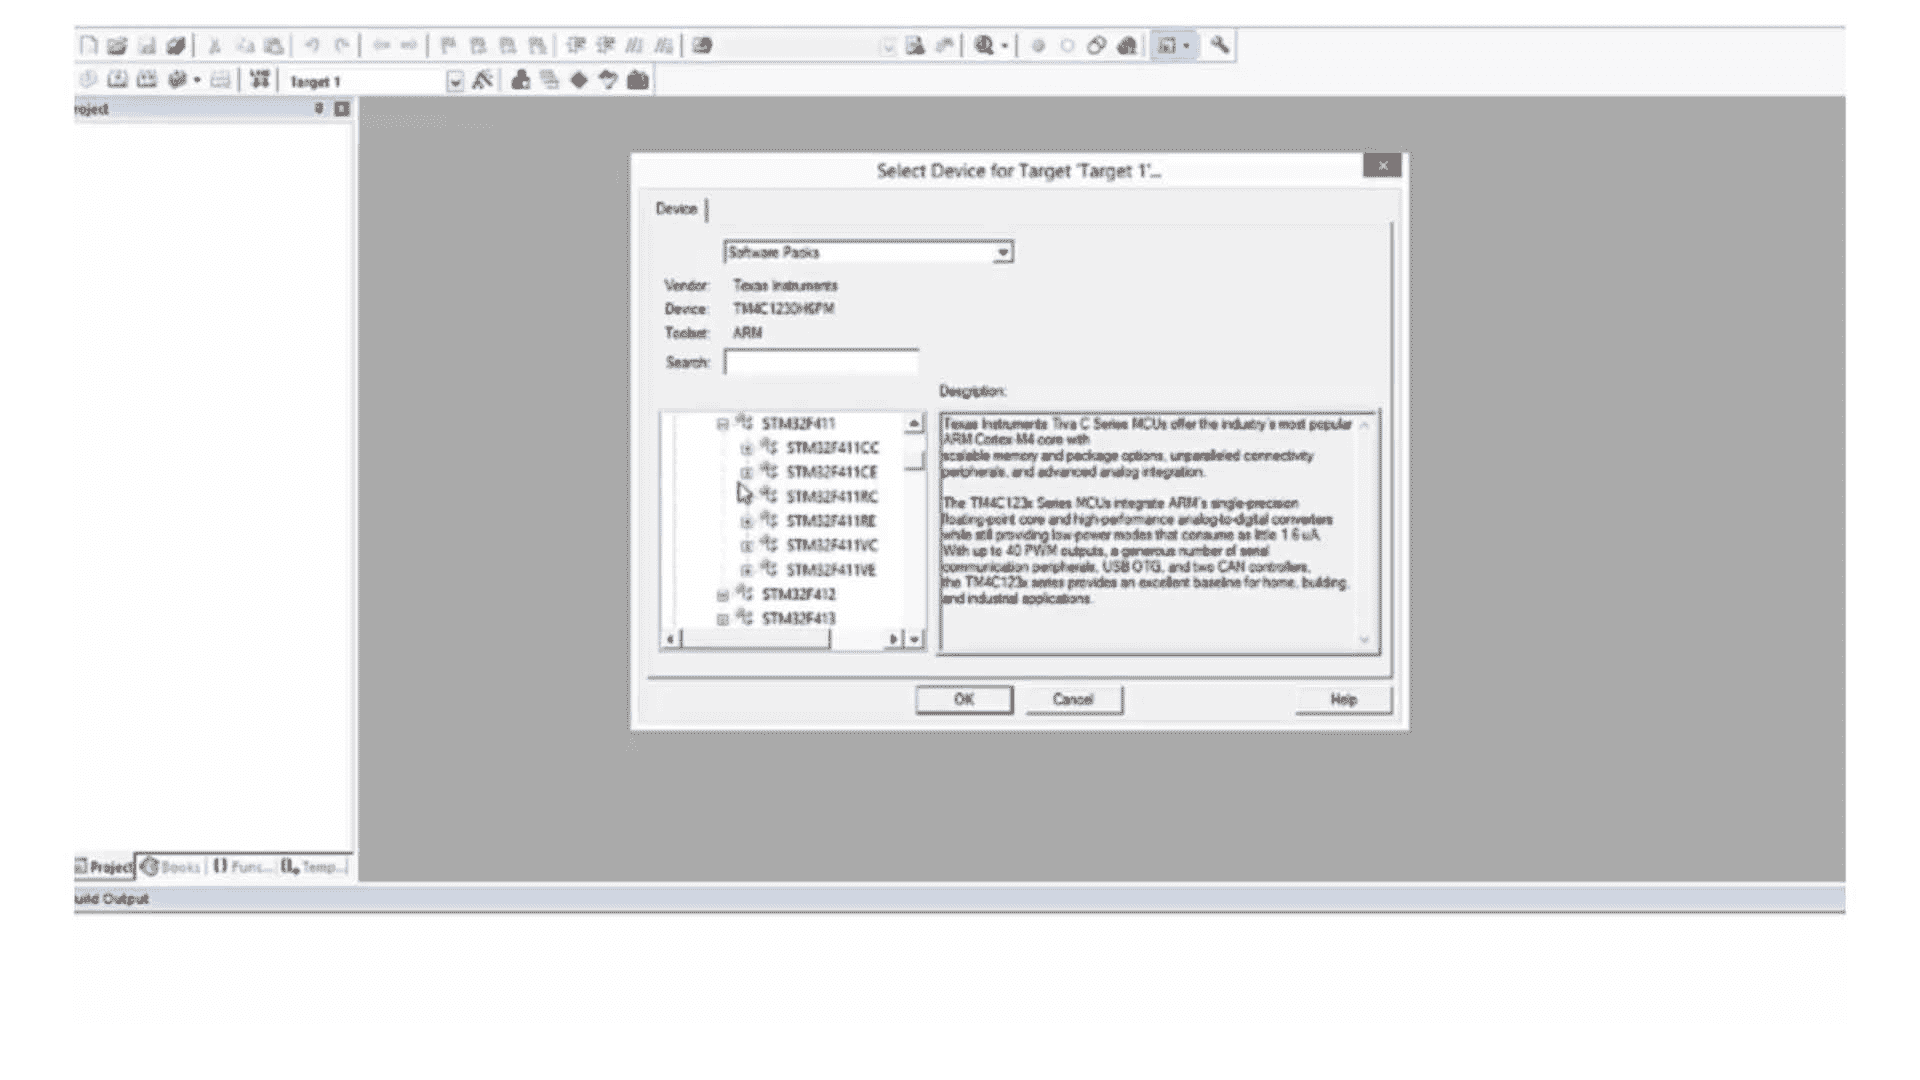 Target 1
roject
Select Device for Target 'Target 1'...
Device
Software Packs
Vendor: Texas Instruments
Device: TM4C1230H6PM
Toolset: ARM
Search:
Description:
STM32F411
STM32F411CC
STM32F411CE
STM32F411RC
STM32F411RE
STM32F411VC
STM32F411VE
STM32F412
STM32F413
Texas Instruments Tiva C Series MCUs offer the industry's most popular
ARM Cortex-M4 core with
scalable memory and package options, unparalleled connectivity
peripherals, and advanced analog integration.
The TM4C123x Series MCUs integrate ARM's single-precision
floating-point core and high-performance analog-to-digital converters
while still providing low-power modes that consume as little 1.6 uA.
With up to 40 PWM outputs, a generous number of serial
communication peripherals, USB OTG, and two CAN controllers,
the TM4C123x series provides an excellent baseline for home, building,
and industrial applications.
OK Cancel Help
Project Books {} Func... Temp...
uild Output